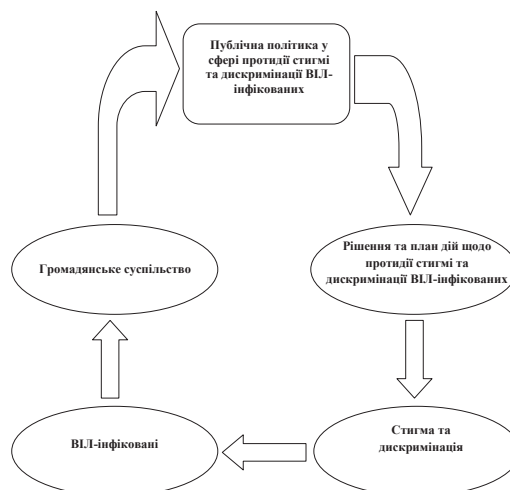 Публічна політика у
сфері протидії стигмі
та дискримінації ВІЛ-
інфікованих
Громадянське суспільство
Рішення та план дій щодо
протидії стигмі та
дискримінації ВІЛ-інфікованих
ВІЛ-інфіковані
Стигма та
дискримінація